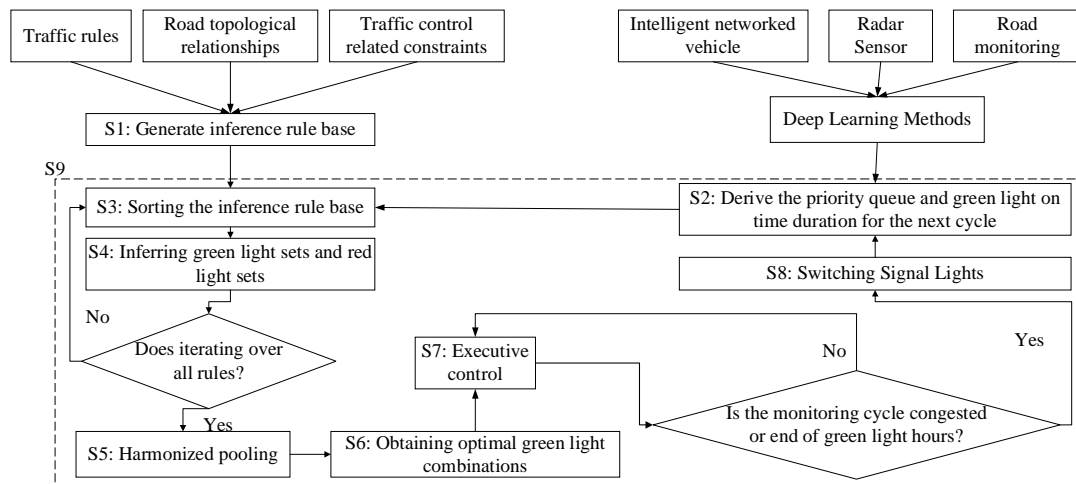 Traffic rules
Road topological
relationships
Traffic control
related constraints
Intelligent networked
vehicle
Radar
Sensor
Road
monitoring
S1: Generate inference rule base
Deep Learning Methods
S9
S3: Sorting the inference rule base
S2: Derive the priority queue and green light on
time duration for the next cycle
S4: Inferring green light sets and red
light sets
S8: Switching Signal Lights
No
Does iterating over
all rules?
Yes
S7: Executive
control
No
Yes
Is the monitoring cycle congested
or end of green light hours?
S5: Harmonized pooling
S6: Obtaining optimal green light
combinations